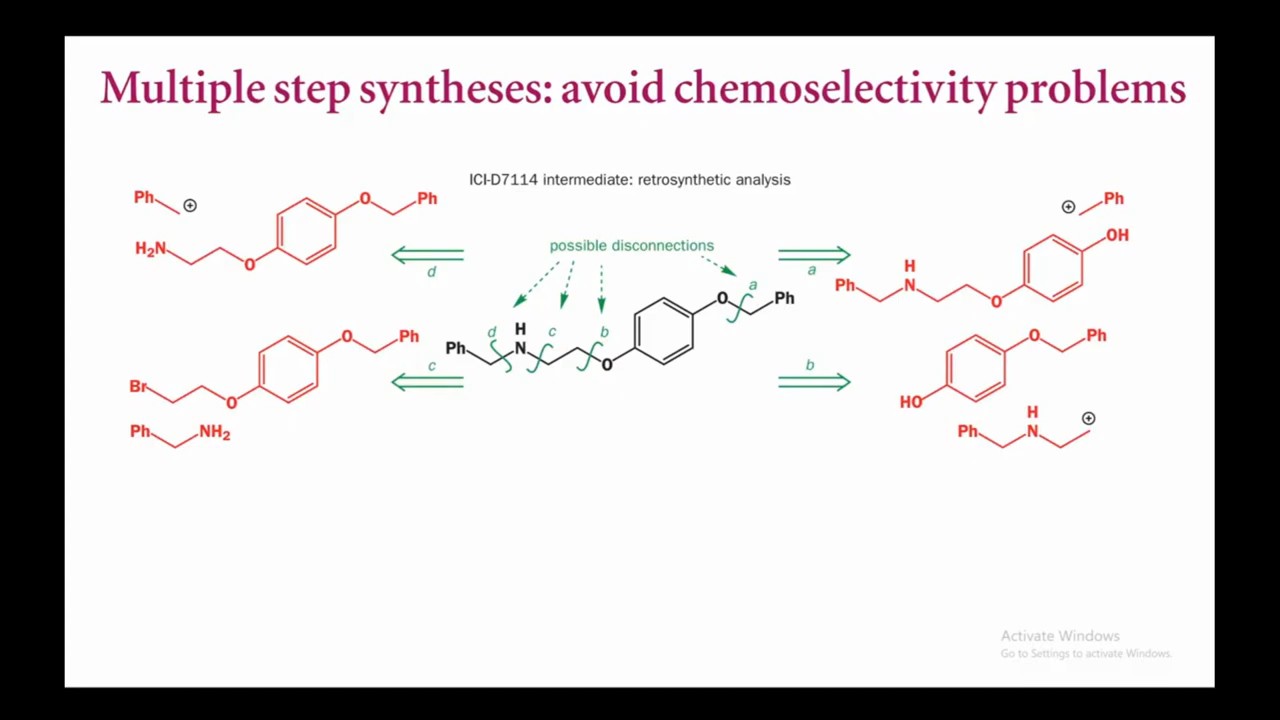 Multiple step syntheses: avoid chemoselectivity problems
ICI-D7114 intermediate: retrosynthetic analysis
Ph
⊕
O
Ph
H₂N
O
d
possible disconnections
a
⊕
Ph
OH
H
Ph
N
O
d
H
N
c
b
O
a
Ph
Ph
O
c
b
Br
O
O
Ph
Ph
NH₂
O
Ph
HO
H
⊕
Ph
N
Activate Windows
Go to Settings to activate Windows.